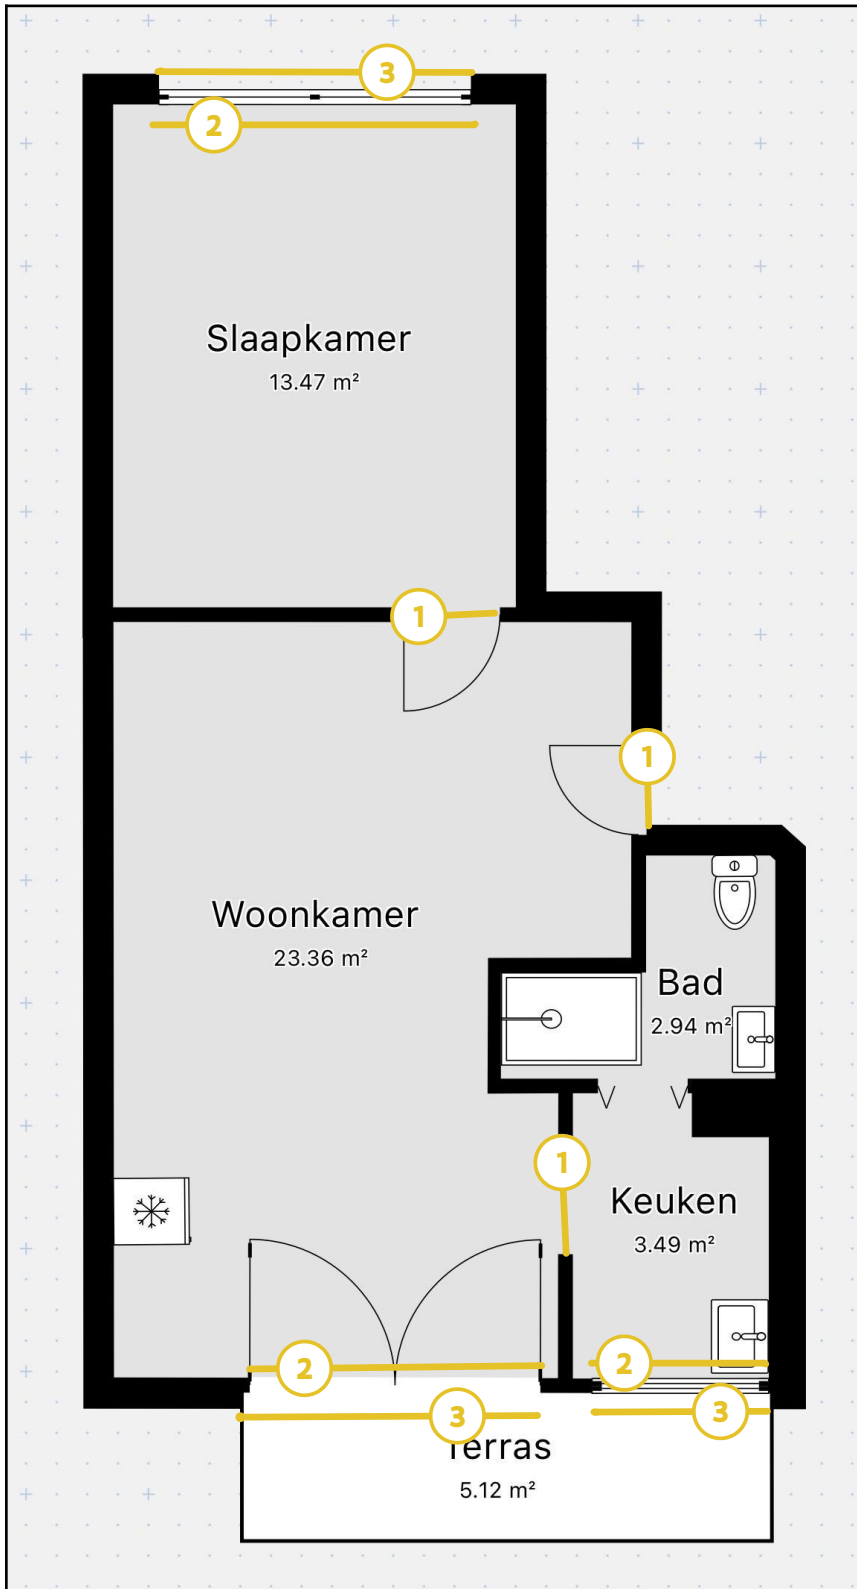 3
2
Slaapkamer
13.47 m²
1
1
Woonkamer
23.36 m²
Bad
2.94 m²
1
Keuken
3.49 m²
2
2
3
3
Terras
5.12 m²